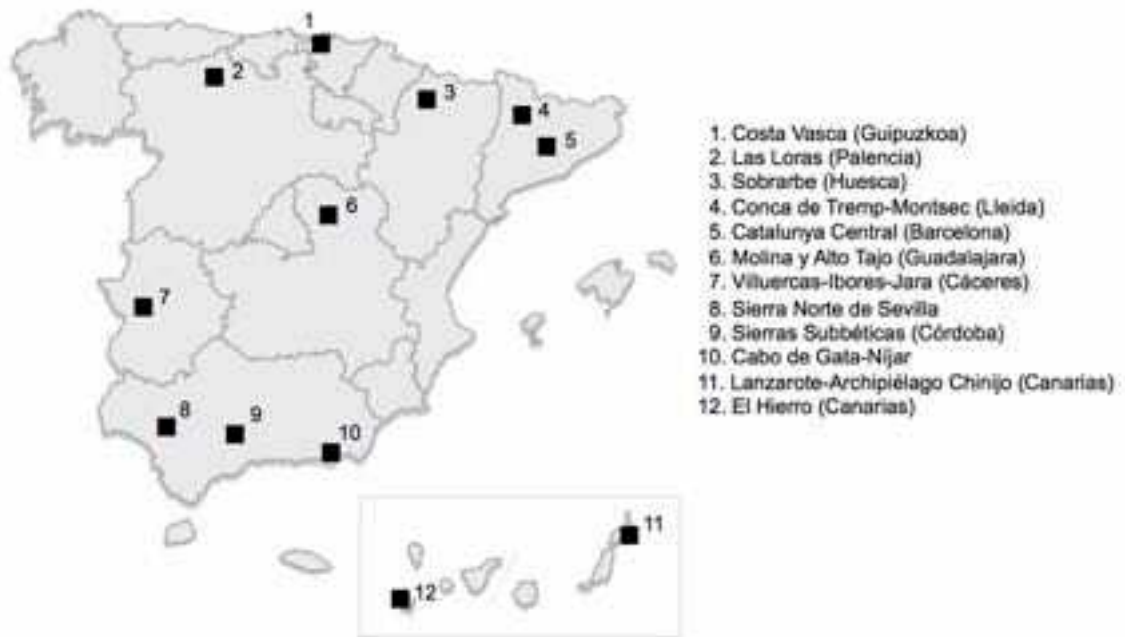 1
2
3
4
5
6
7
8
9
10
11
12
1. Costa Vasca (Guipuzkoa)
2. Las Loras (Palencia)
3. Sobrarbe (Huesca)
4. Conca de Tremp-Montsec (Lleida)
5. Catalunya Central (Barcelona)
6. Molina y Alto Tajo (Guadalajara)
7. Villuercas-Ibores-Jara (Cáceres)
8. Sierra Norte de Sevilla
9. Sierras Subbéticas (Córdoba)
10. Cabo de Gata-Níjar
11. Lanzarote-Archipiélago Chinijo (Canarias)
12. El Hierro (Canarias)